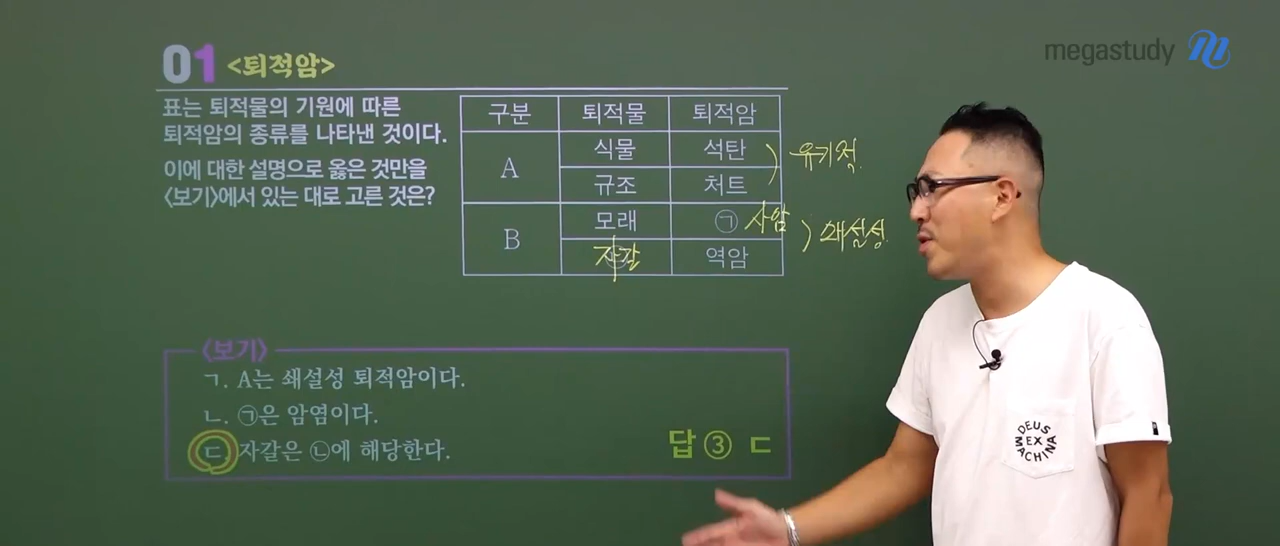 megastudy
01 <퇴적암>
표는 퇴적물의 기원에 따른
퇴적암의 종류를 나타낸 것이다.
이에 대한 설명으로 옳은 것만을
<보기>에서 있는 대로 고른 것은?
구분 퇴적물 퇴적암
A 식물 석탄
규조 처트
유기적
B 모래 ㉠ 사암
자갈 역암
쇄설성
<보기>
ㄱ. A는 쇄설성 퇴적암이다.
ㄴ. ㉠은 암염이다.
ㄷ 자갈은 ㉡에 해당한다.
답 ③ ㄷ
DEUS
EX
MACHINA